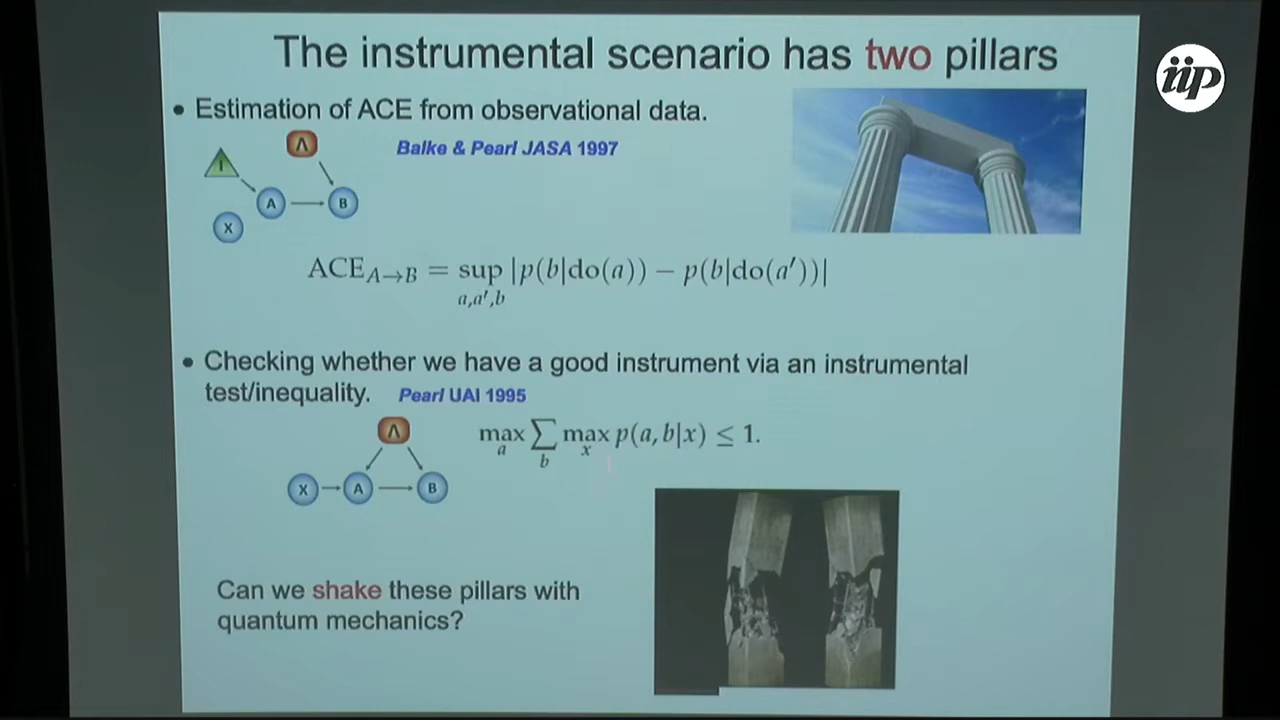 The instrumental scenario has two pillars
iip
• Estimation of ACE from observational data.
Balke & Pearl JASA 1997
Λ
I
A
B
X
ACE_{A→B} = sup_{a,a',b} |p(b|do(a)) − p(b|do(a'))|
• Checking whether we have a good instrument via an instrumental
test/inequality. Pearl UAI 1995
Λ
max_a ∑_b max_x p(a, b|x) ≤ 1.
X A B
Can we shake these pillars with
quantum mechanics?